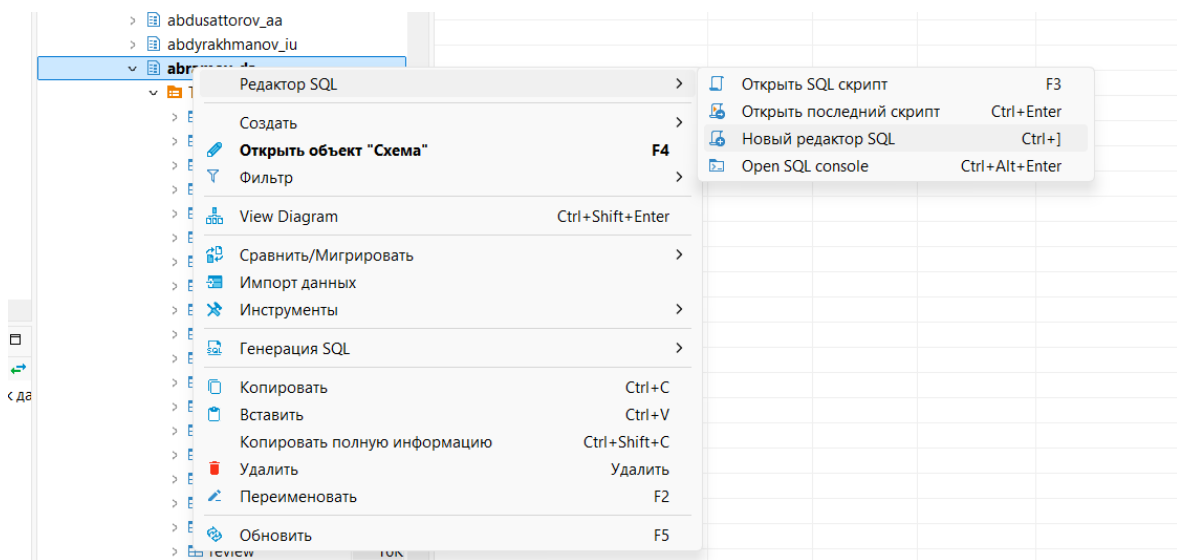 abdusattorov_aa
abdyrakhmanov_iu
Редактор SQL
Создать
Открыть объект "Схема" F4
Фильтр
View Diagram Ctrl+Shift+Enter
Сравнить/Мигрировать
Импорт данных
Инструменты
Генерация SQL
Копировать Ctrl+C
Вставить Ctrl+V
Копировать полную информацию Ctrl+Shift+C
Удалить Удалить
Переименовать F2
Обновить F5
Открыть SQL скрипт F3
Открыть последний скрипт Ctrl+Enter
Новый редактор SQL Ctrl+]
Open SQL console Ctrl+Alt+Enter
review